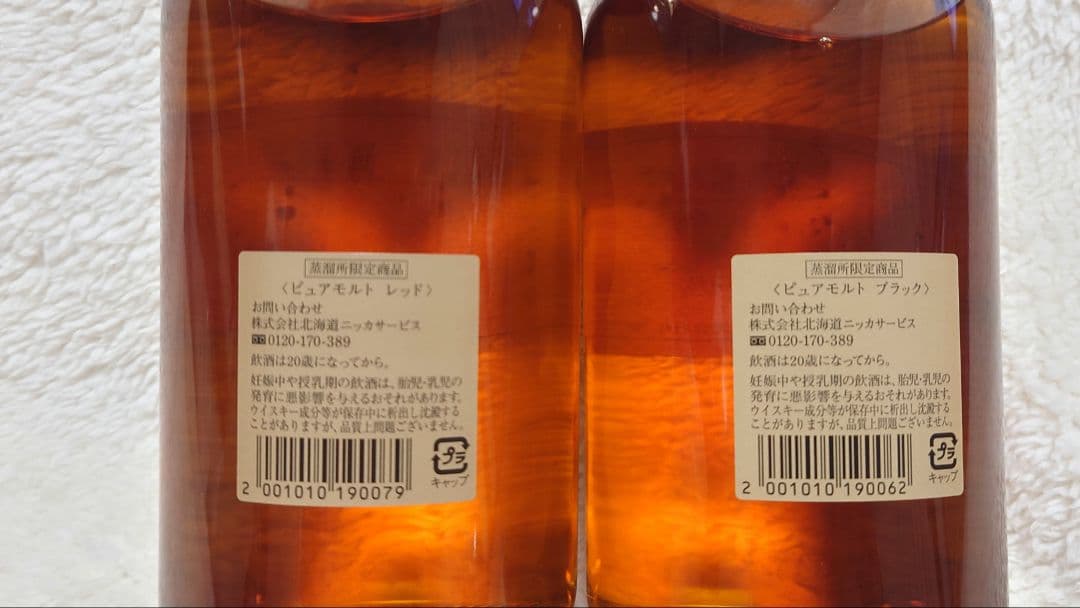 蒸溜所限定商品
〈ピュアモルト レッド〉
お問い合わせ
株式会社北海道ニッカサービス
0120-170-389
飲酒は20歳になってから。
妊娠中や授乳期の飲酒は、胎児・乳児の
発育に悪影響を与えるおそれがあります。
ウイスキー成分等が保存中に析出し沈澱する
ことがありますが、品質上問題ございません。
プラ
キャップ
2 001010 190079
蒸溜所限定商品
〈ピュアモルト ブラック〉
お問い合わせ
株式会社北海道ニッカサービス
0120-170-389
飲酒は20歳になってから。
妊娠中や授乳期の飲酒は、胎児・乳児の
発育に悪影響を与えるおそれがあります。
ウイスキー成分等が保存中に析出し沈澱する
ことがありますが、品質上問題ございません。
プラ
キャップ
2 001010 190062